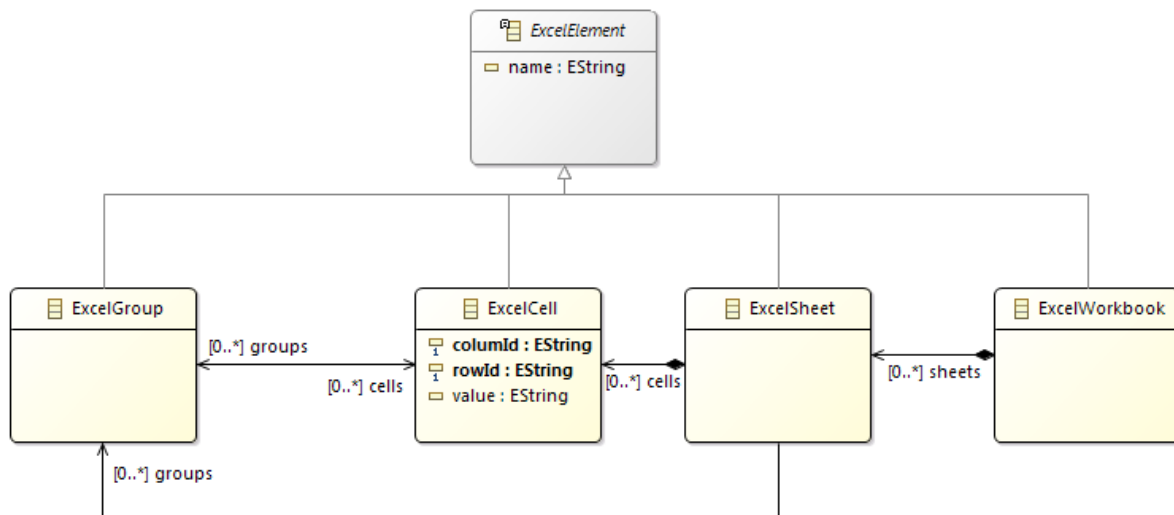 ExcelElement
name : EString
ExcelGroup
ExcelCell
ExcelSheet
ExcelWorkbook
columId : EString
rowId : EString
value : EString
[0..*] groups
[0..*] cells
[0..*] cells
[0..*] sheets
[0..*] groups